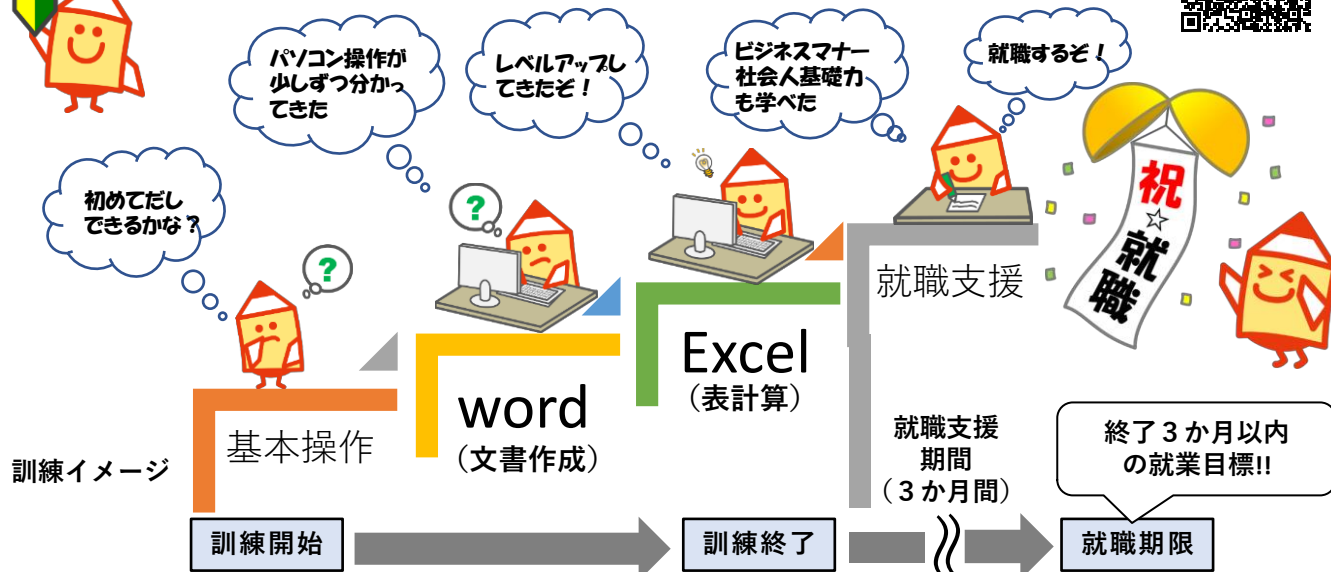 パソコン操作が
少しずつ分かっ
てきた
レベルアップし
てきたぞ！
ビジネスマナー
社会人基礎力
も学べた
就職するぞ！
初めてだし
できるかな？
?
?
祝
☆
就
職
基本操作
word
（文書作成）
Excel
（表計算）
就職支援
訓練イメージ
就職支援
期間
（３か月間）
終了３か月以内
の就業目標!!
訓練開始
訓練終了
就職期限